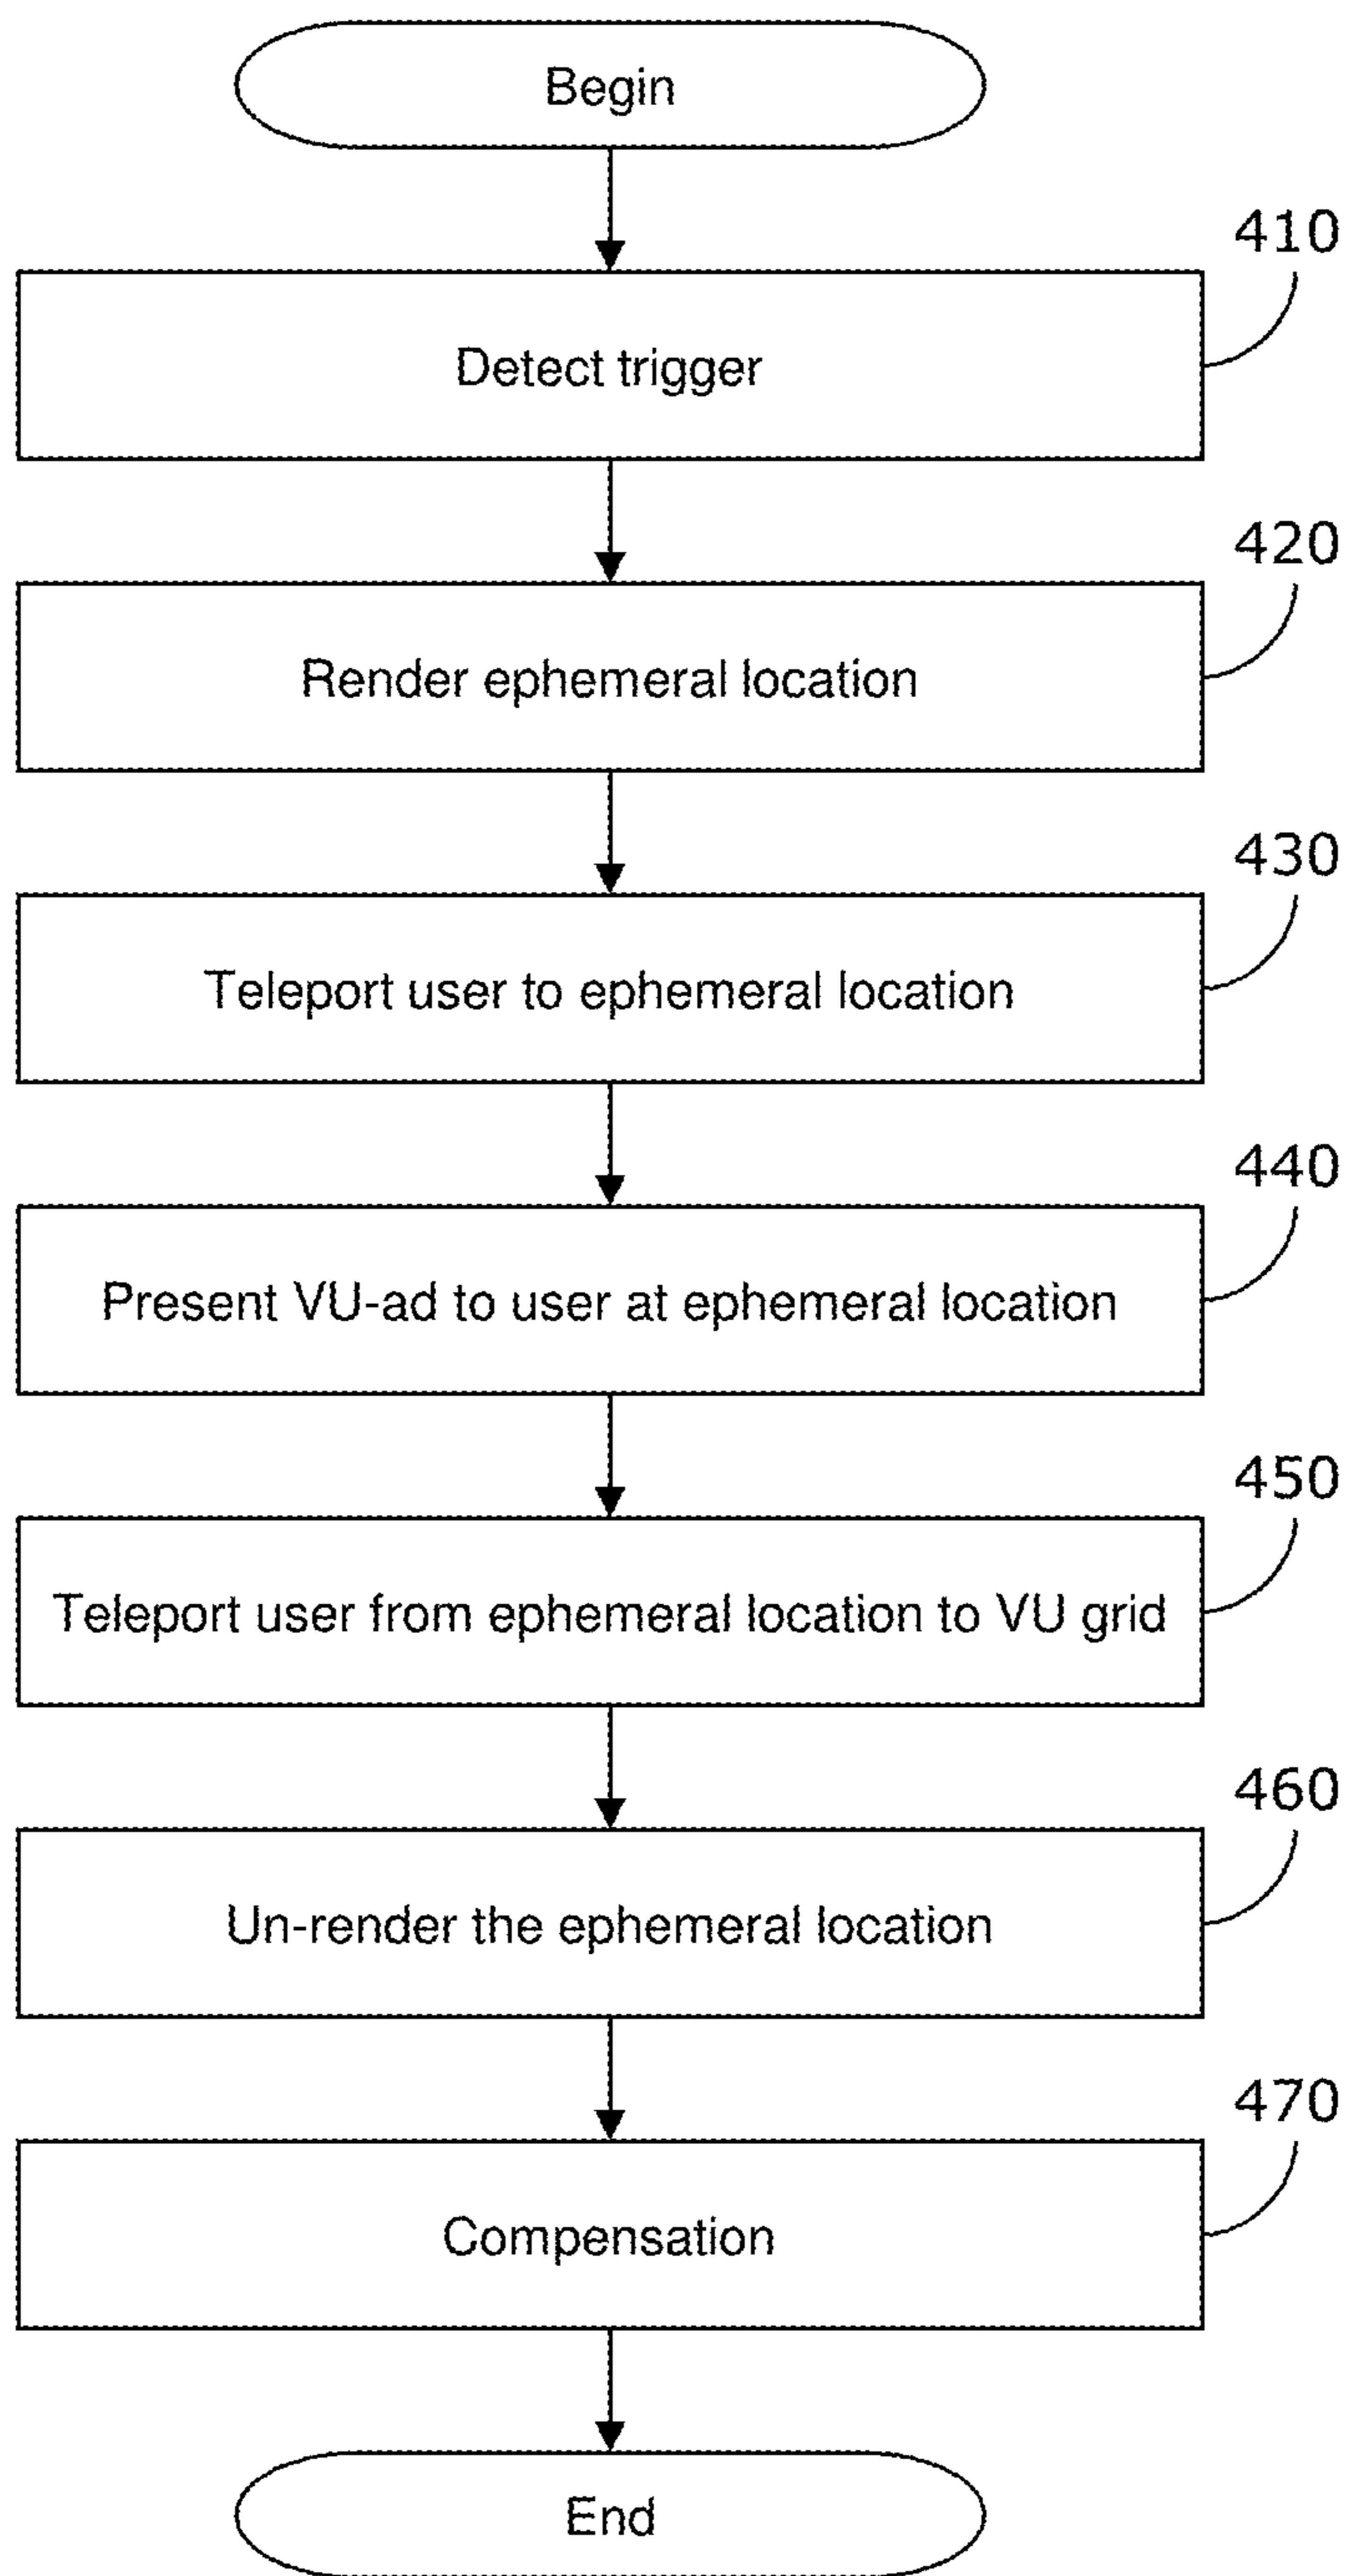 Begin
410
Detect trigger
420
Render ephemeral location
430
Teleport user to ephemeral location
440
Present VU-ad to user at ephemeral location
450
Teleport user from ephemeral location to VU grid
460
Un-render the ephemeral location
470
Compensation
End